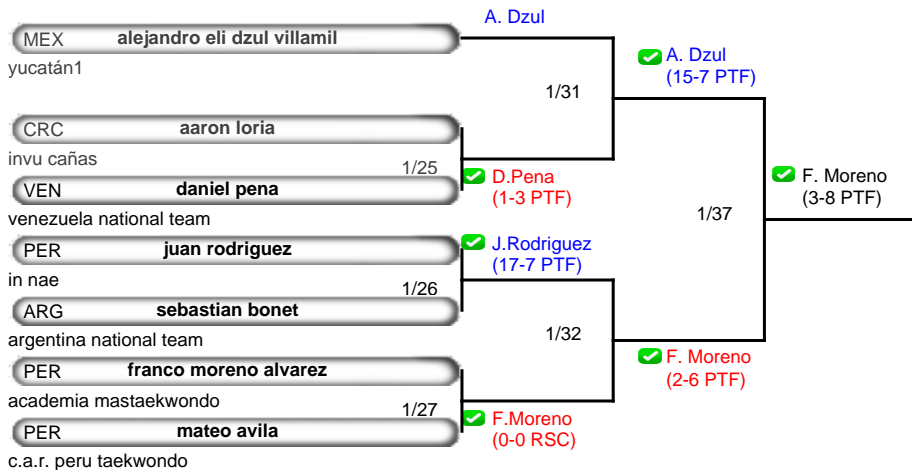 MEX alejandro eli dzul villamil
yucatán1
A. Dzul
1/31
A. Dzul
(15-7 PTF)
CRC aaron loria
invu cañas
1/25
VEN daniel pena
venezuela national team
D.Pena
(1-3 PTF)
1/37
F. Moreno
(3-8 PTF)
PER juan rodriguez
in nae
J.Rodriguez
(17-7 PTF)
1/26
ARG sebastian bonet
argentina national team
1/32
F. Moreno
(2-6 PTF)
PER franco moreno alvarez
academia mastaekwondo
1/27
PER mateo avila
c.a.r. peru taekwondo
F.Moreno
(0-0 RSC)